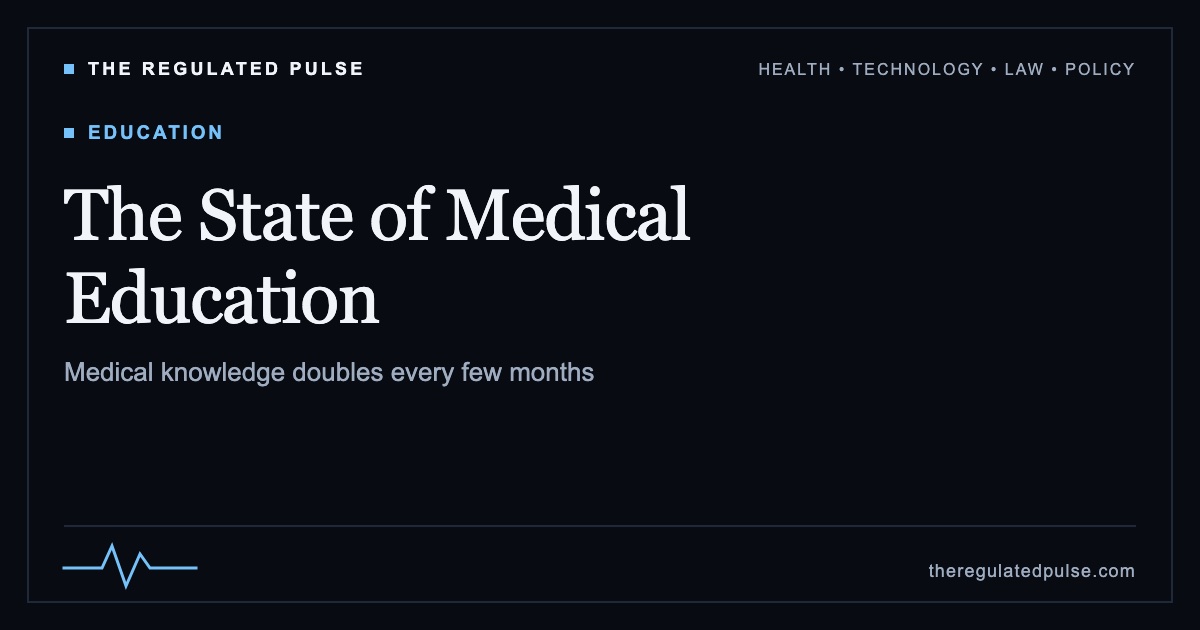 THE REGULATED PULSE
HEALTH • TECHNOLOGY • LAW • POLICY
EDUCATION
The State of Medical
Education
Medical knowledge doubles every few months
theregulatedpulse.com